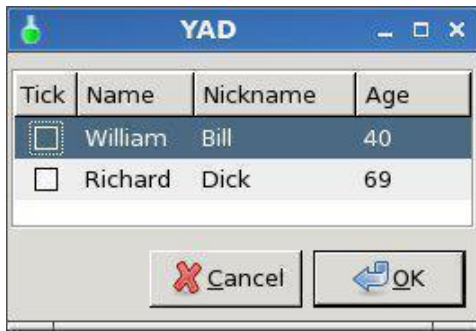 YAD
Tick Name Nickname Age
William Bill 40
Richard Dick 69
Cancel OK